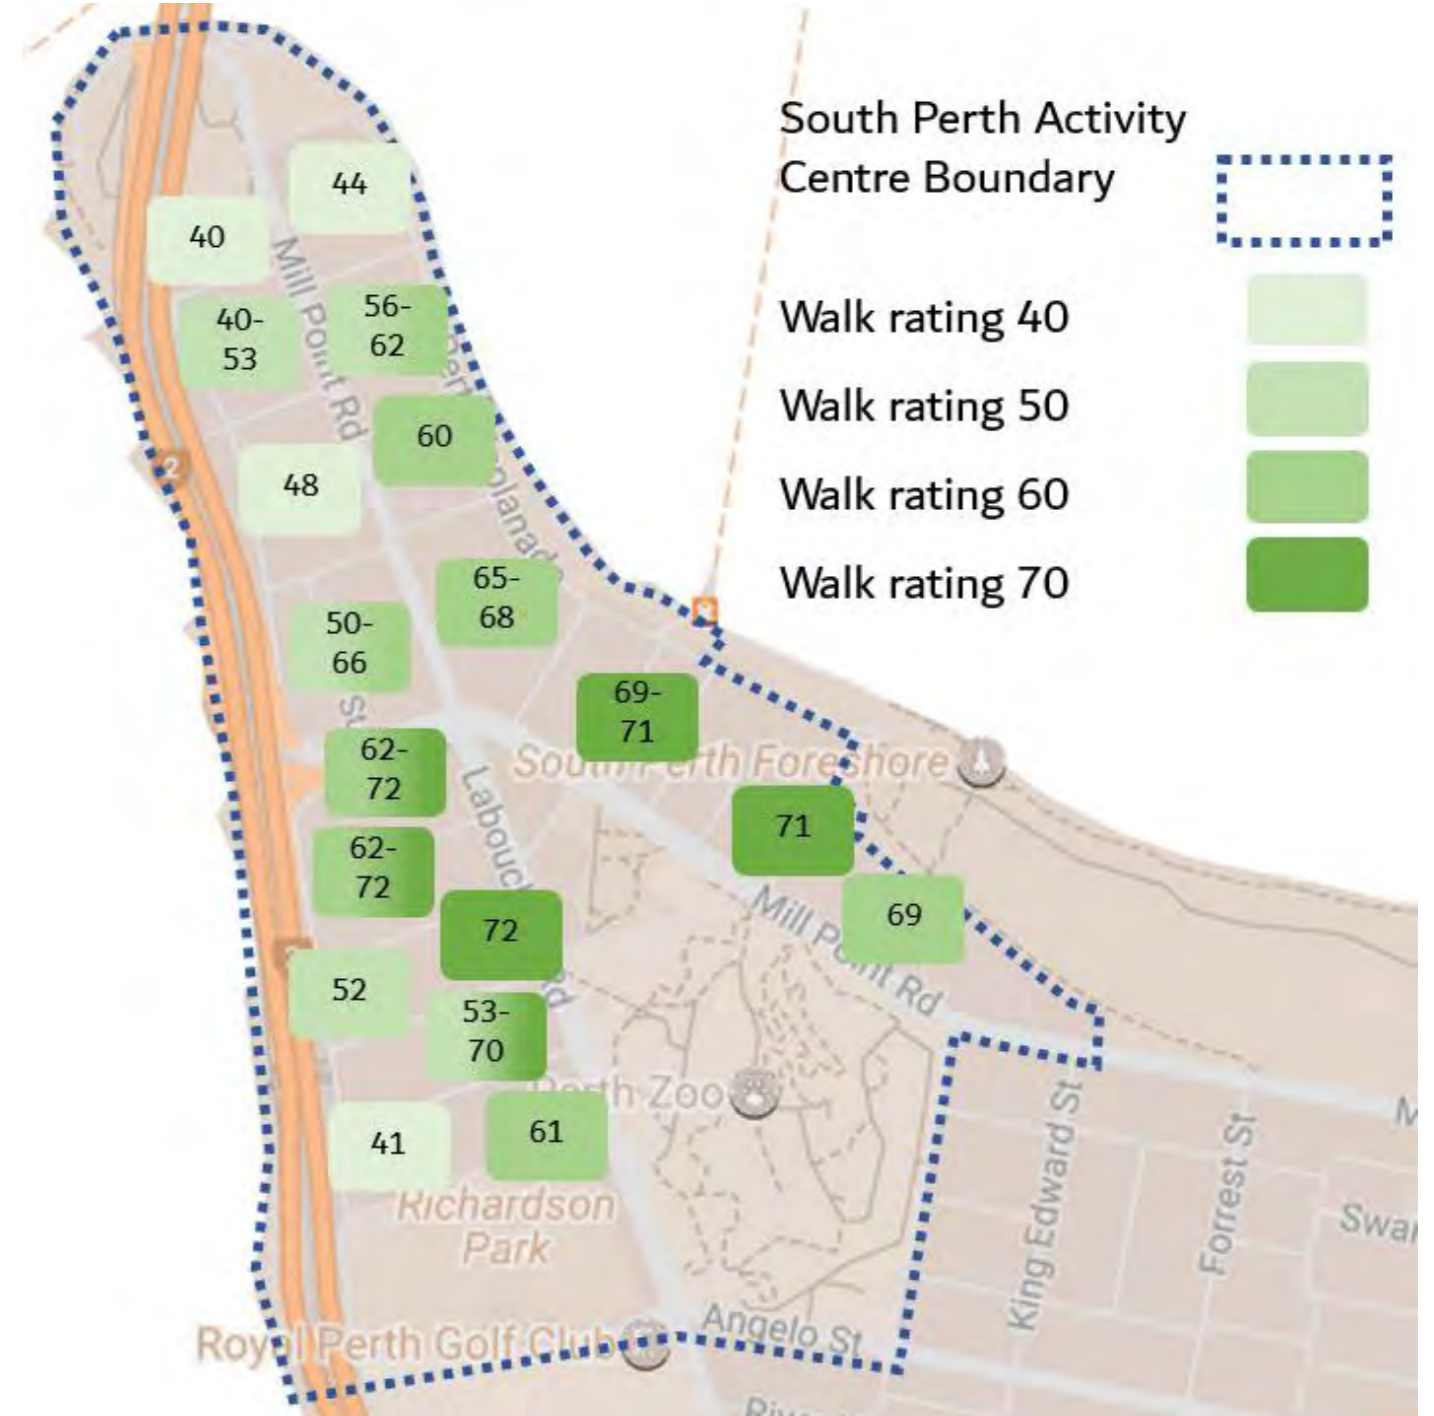 South Perth Activity
Centre Boundary
Walk rating 40
Walk rating 50
Walk rating 60
Walk rating 70
44
40
Mill Point Rd
40-
53
56-
62
60
48
2
65-
68
50-
66
69-
71
South Perth Foreshore
62-
72
71
62-
72
72
69
Mill Point Rd
52
53-
70
Perth Zoo
41
61
Richardson
Park
King Edward St
Forrest St
Angelo St
Royal Perth Golf Club